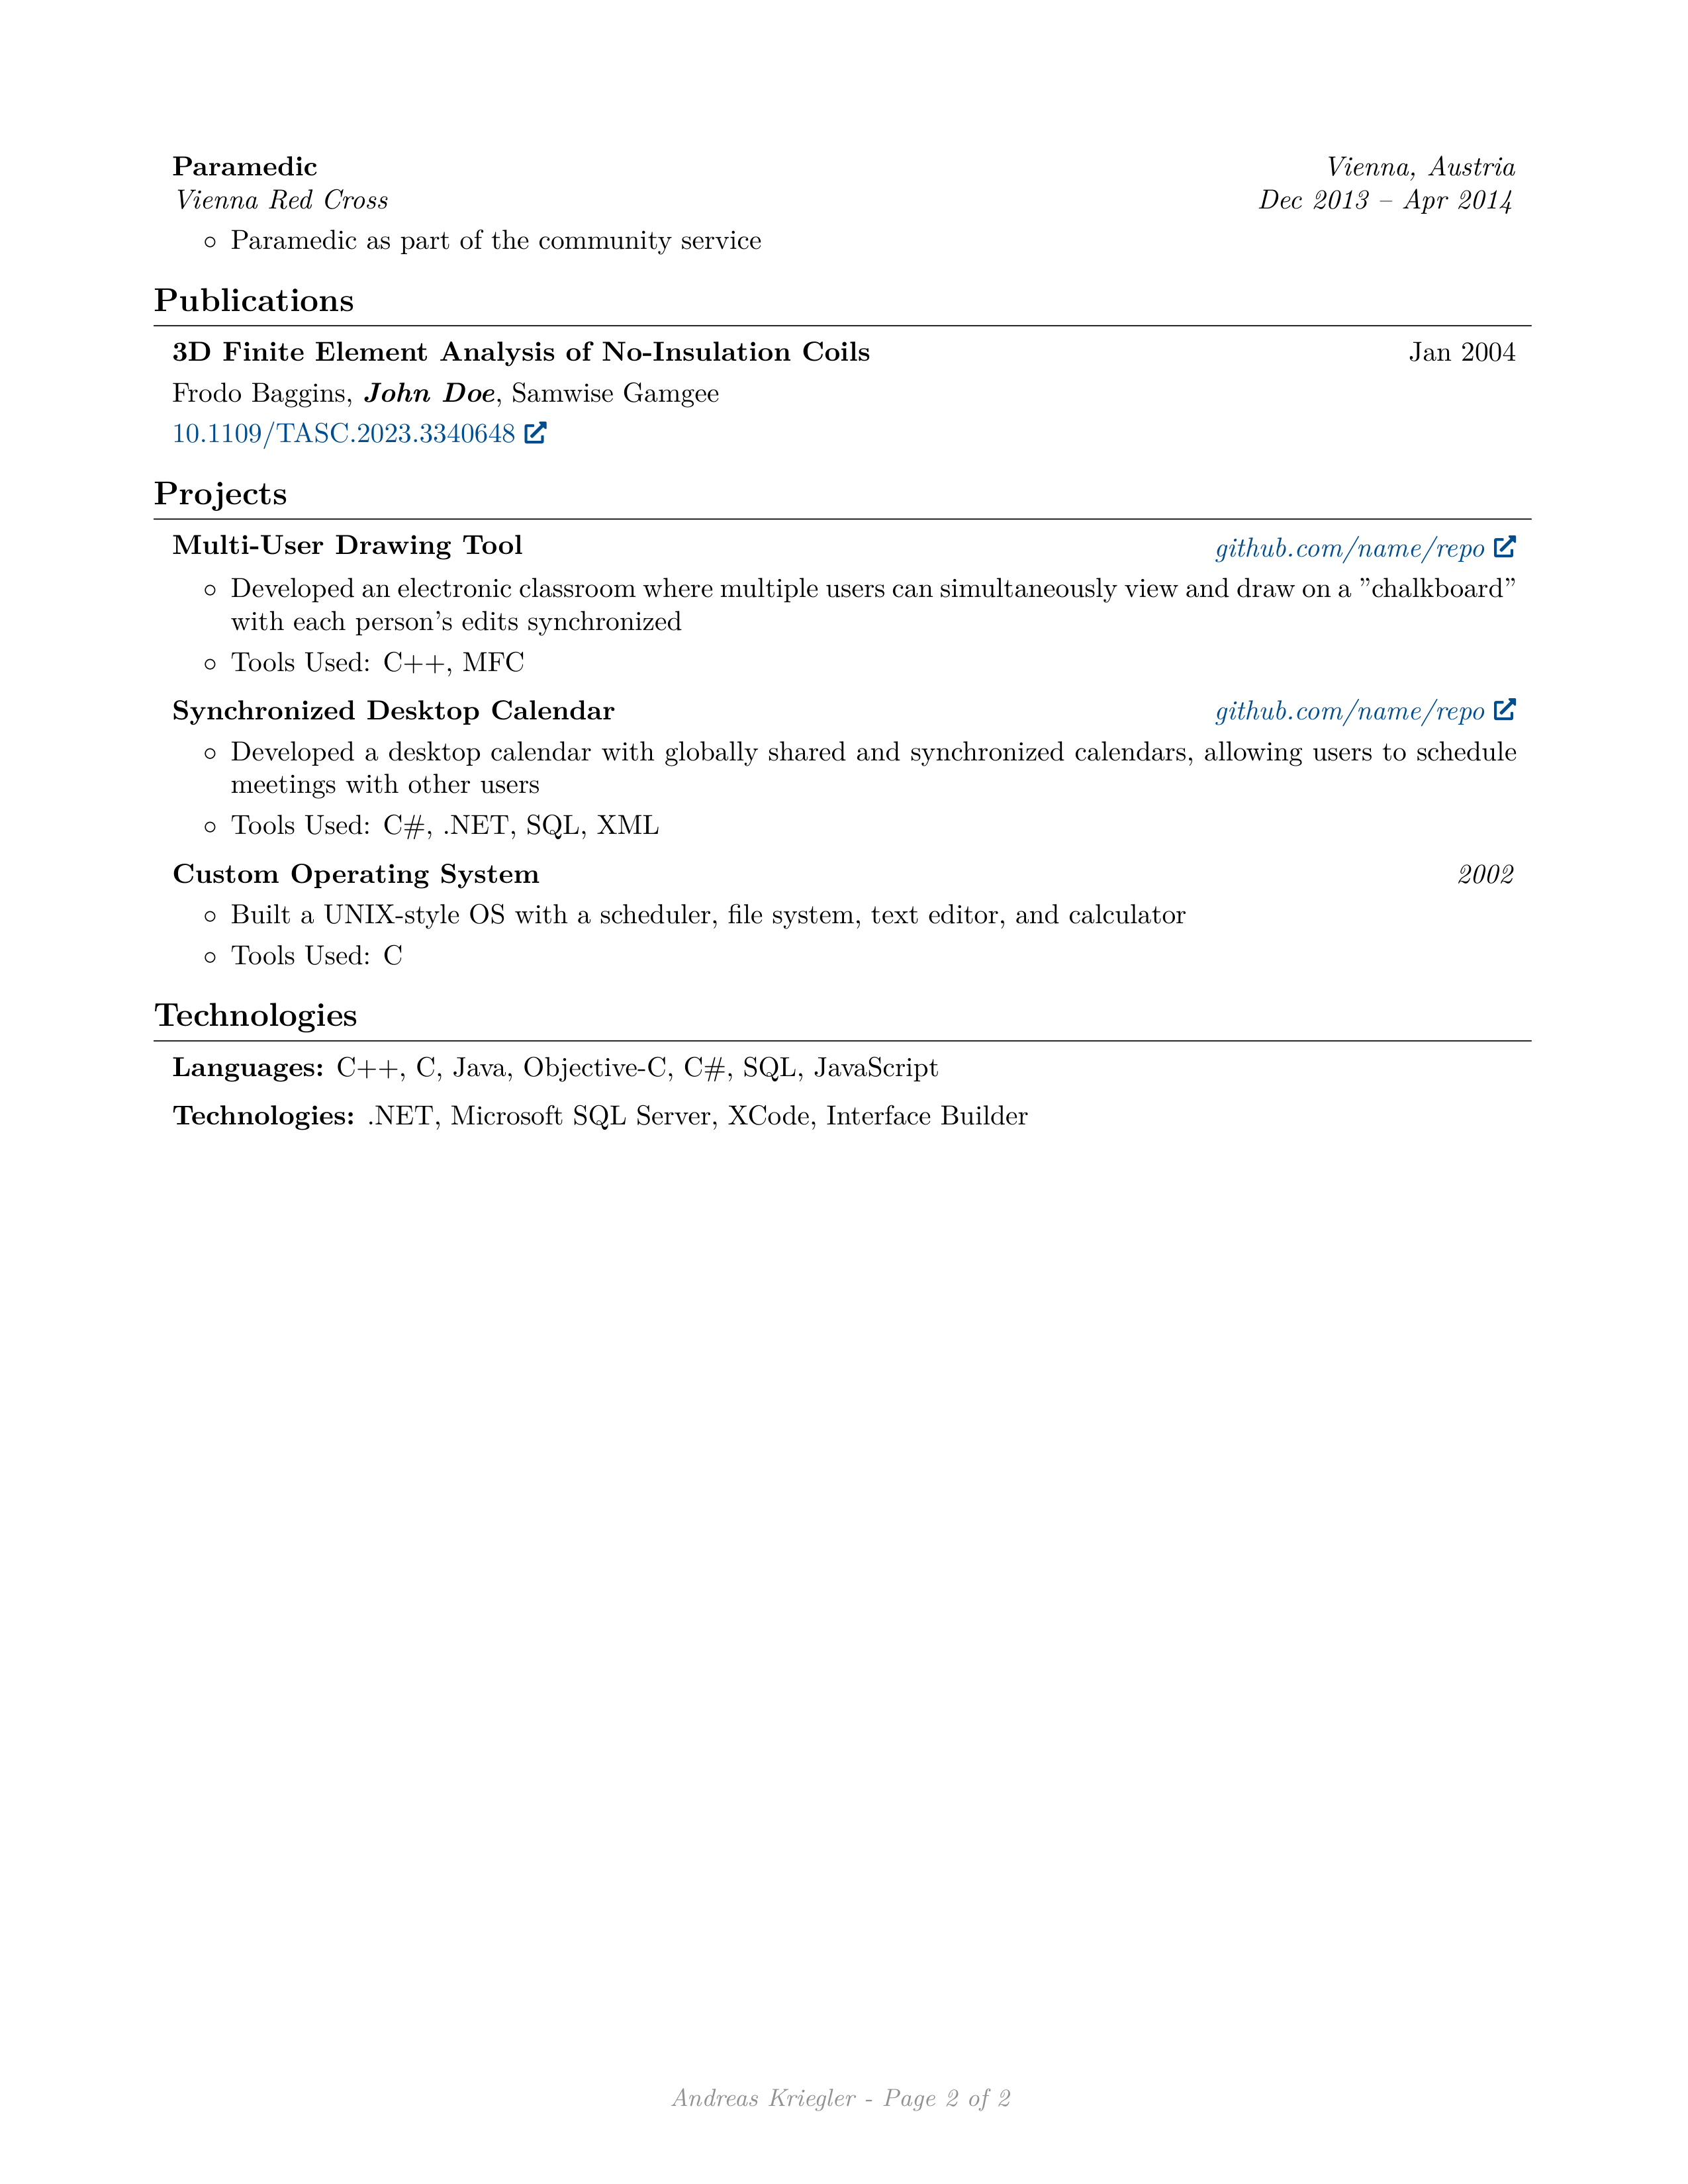 Paramedic Vienna, Austria
Vienna Red Cross Dec 2013 – Apr 2014
◦ Paramedic as part of the community service
Publications
3D Finite Element Analysis of No-Insulation Coils Jan 2004
Frodo Baggins, John Doe, Samwise Gamgee
10.1109/TASC.2023.3340648
Projects
Multi-User Drawing Tool github.com/name/repo
◦ Developed an electronic classroom where multiple users can simultaneously view and draw on a ”chalkboard”
with each person’s edits synchronized
◦ Tools Used: C++, MFC
Synchronized Desktop Calendar github.com/name/repo
◦ Developed a desktop calendar with globally shared and synchronized calendars, allowing users to schedule
meetings with other users
◦ Tools Used: C#, .NET, SQL, XML
Custom Operating System 2002
◦ Built a UNIX-style OS with a scheduler, file system, text editor, and calculator
◦ Tools Used: C
Technologies
Languages: C++, C, Java, Objective-C, C#, SQL, JavaScript
Technologies: .NET, Microsoft SQL Server, XCode, Interface Builder
Andreas Kriegler - Page 2 of 2